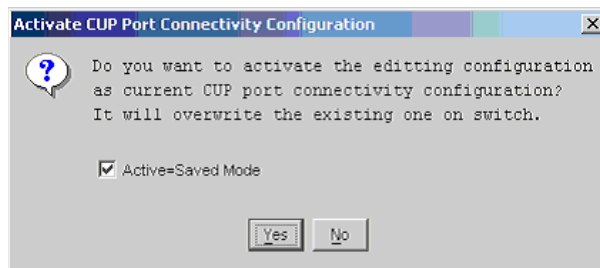 Activate CUP Port Connectivity Configuration
Do you want to activate the editting configuration
as current CUP port connectivity configuration?
It will overwrite the existing one on switch.
Active=Saved Mode
Yes No